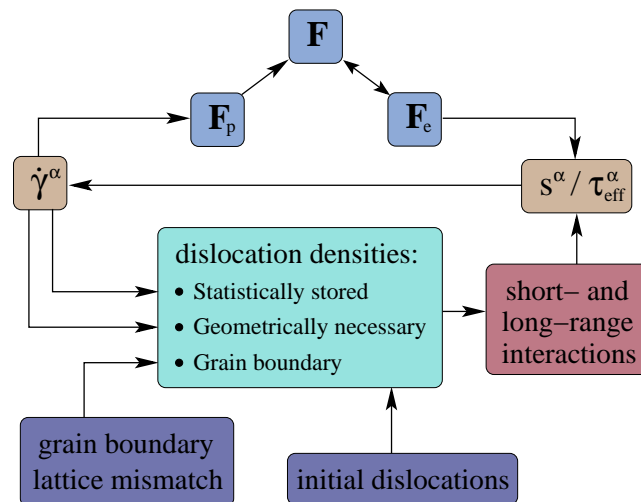 F
Fp
Fe
γ̇α
sα / ταeff
dislocation densities:
• Statistically stored
• Geometrically necessary
• Grain boundary
short− and
long−range
interactions
grain boundary
lattice mismatch
initial dislocations